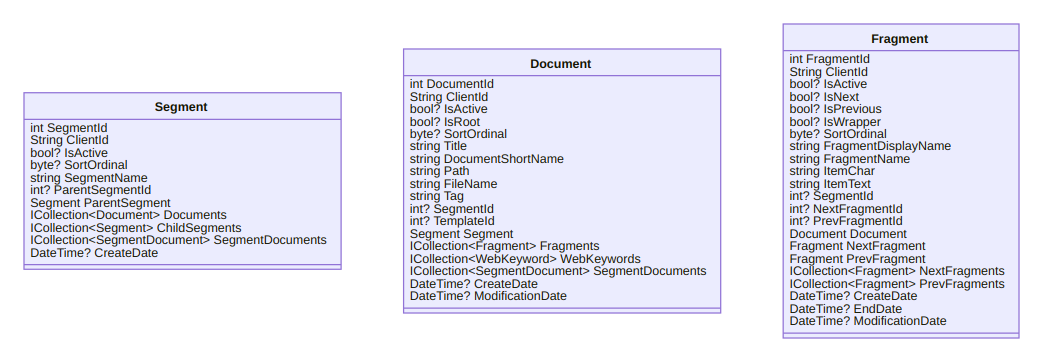 Segment
int SegmentId
String ClientId
bool? IsActive
byte? SortOrdinal
string SegmentName
int? ParentSegmentId
Segment ParentSegment
ICollection<Document> Documents
ICollection<Segment> ChildSegments
ICollection<SegmentDocument> SegmentDocuments
DateTime? CreateDate
Document
int DocumentId
String ClientId
bool? IsActive
bool? IsRoot
byte? SortOrdinal
string Title
string DocumentShortName
string Path
string FileName
string Tag
int? SegmentId
int? TemplateId
Segment Segment
ICollection<Fragment> Fragments
ICollection<WebKeyword> WebKeywords
ICollection<SegmentDocument> SegmentDocuments
DateTime? CreateDate
DateTime? ModificationDate
Fragment
int FragmentId
String ClientId
bool? IsActive
bool? IsNext
bool? IsPrevious
bool? IsWrapper
byte? SortOrdinal
string FragmentDisplayName
string FragmentName
string ItemChar
string ItemText
int? SegmentId
int? NextFragmentId
int? PrevFragmentId
Document Document
Fragment NextFragment
Fragment PrevFragment
ICollection<Fragment> NextFragments
ICollection<Fragment> PrevFragments
DateTime? CreateDate
DateTime? EndDate
DateTime? ModificationDate